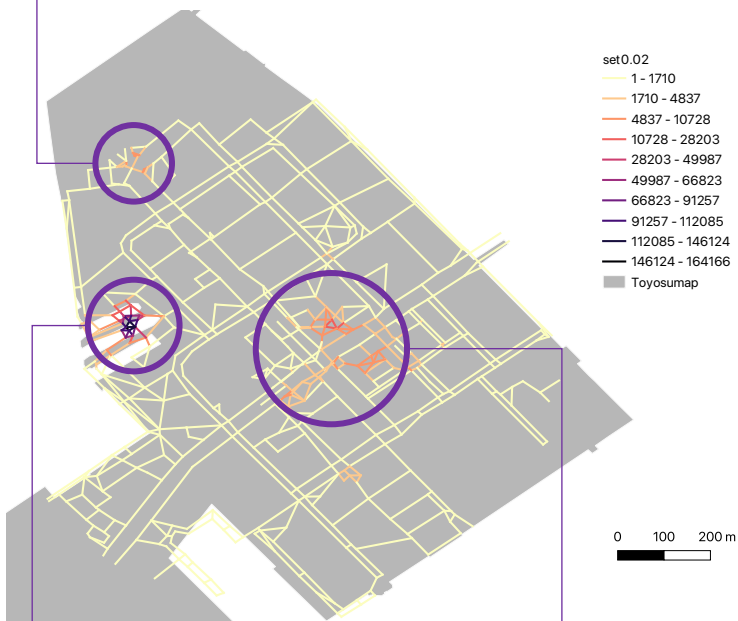 set0.02
1 - 1710
1710 - 4837
4837 - 10728
10728 - 28203
28203 - 49987
49987 - 66823
66823 - 91257
91257 - 112085
112085 - 146124
146124 - 164166
Toyosumap
0 100 200 m